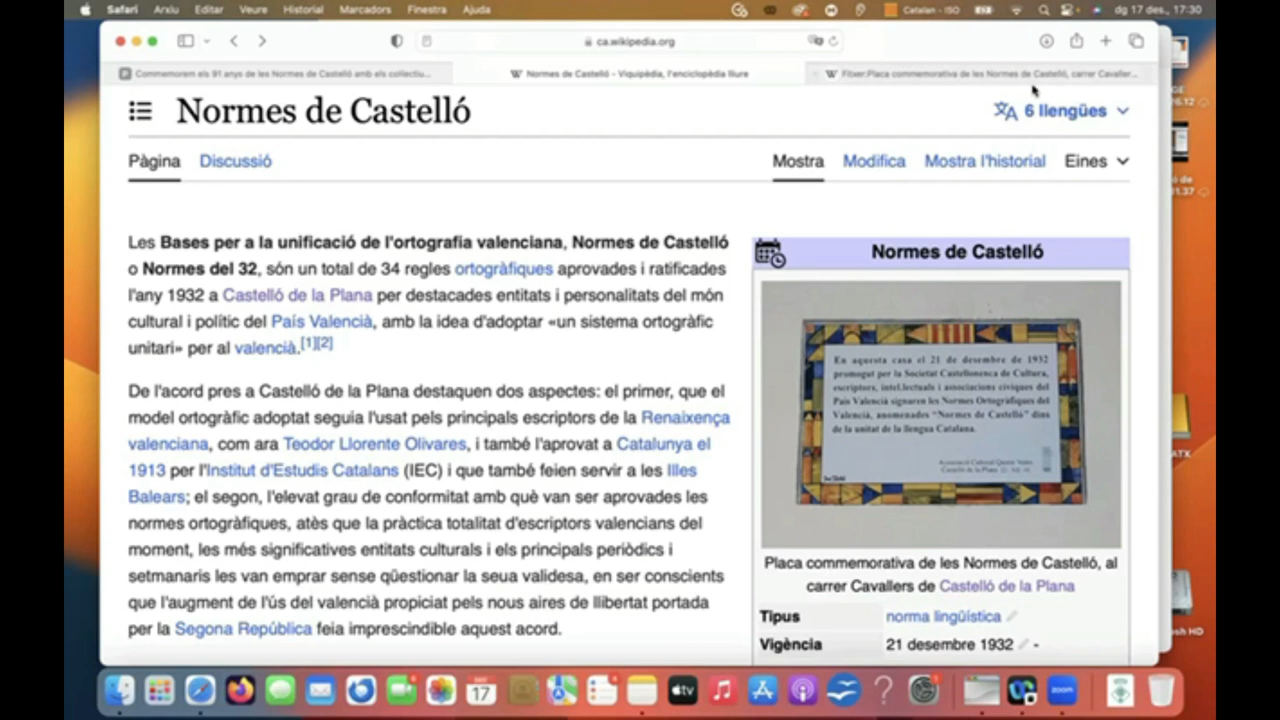 Safari Arxiu Editar Veure Historial Marcadors Finestra Ajuda Catalan - ISO dg 17 des., 17:30
ca.wikipedia.org
Commemorem els 91 anys de les Normes de Castelló amb els col·lectiu...
Normes de Castelló - Viquipèdia, l'enciclopèdia lliure
Fitxer:Placa commemorativa de les Normes de Castelló, carrer Cavaller...
Normes de Castelló
6 llengües
Pàgina Discussió
Mostra Modifica Mostra l'historial Eines
Les Bases per a la unificació de l'ortografia valenciana, Normes de Castelló
o Normes del 32, són un total de 34 regles ortogràfiques aprovades i ratificades
l'any 1932 a Castelló de la Plana per destacades entitats i personalitats del món
cultural i polític del País Valencià, amb la idea d'adoptar «un sistema ortogràfic
unitari» per al valencià.[1][2]
De l'acord pres a Castelló de la Plana destaquen dos aspectes: el primer, que el
model ortogràfic adoptat seguia l'usat pels principals escriptors de la Renaixença
valenciana, com ara Teodor Llorente Olivares, i també l'aprovat a Catalunya el
1913 per l'Institut d'Estudis Catalans (IEC) i que també feien servir a les Illes
Balears; el segon, l'elevat grau de conformitat amb què van ser aprovades les
normes ortogràfiques, atès que la pràctica totalitat d'escriptors valencians del
moment, les més significatives entitats culturals i els principals periòdics i
setmanaris les van emprar sense qüestionar la seua validesa, en ser conscients
que l'augment de l'ús del valencià propiciat pels nous aires de llibertat portada
per la Segona República feia imprescindible aquest acord.
Normes de Castelló
En aquesta casa el 21 de desembre de 1932
promogut per la Societat Castellonenca de Cultura,
escriptors, intel.lectuals i associacions cíviques del
País Valencià signaren les Normes Ortogràfiques del
Valencià, anomenades "Normes de Castelló" dins
de la unitat de la llengua Catalana.
Placa commemorativa de les Normes de Castelló, al
carrer Cavallers de Castelló de la Plana
Tipus norma lingüística
Vigència 21 desembre 1932 -
17
tv
zoom